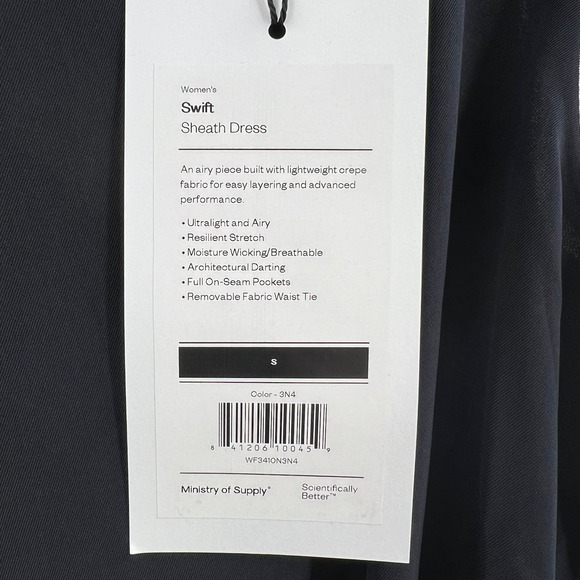 Women's
Swift
Sheath Dress
An airy piece built with lightweight crepe
fabric for easy layering and advanced
performance.
• Ultralight and Airy
• Resilient Stretch
• Moisture Wicking/Breathable
• Architectural Darting
• Full On-Seam Pockets
• Removable Fabric Waist Tie
S
Color - 3N4
8 41206 10045 9
WF3410N3N4
Ministry of Supply®
Scientifically
Better™